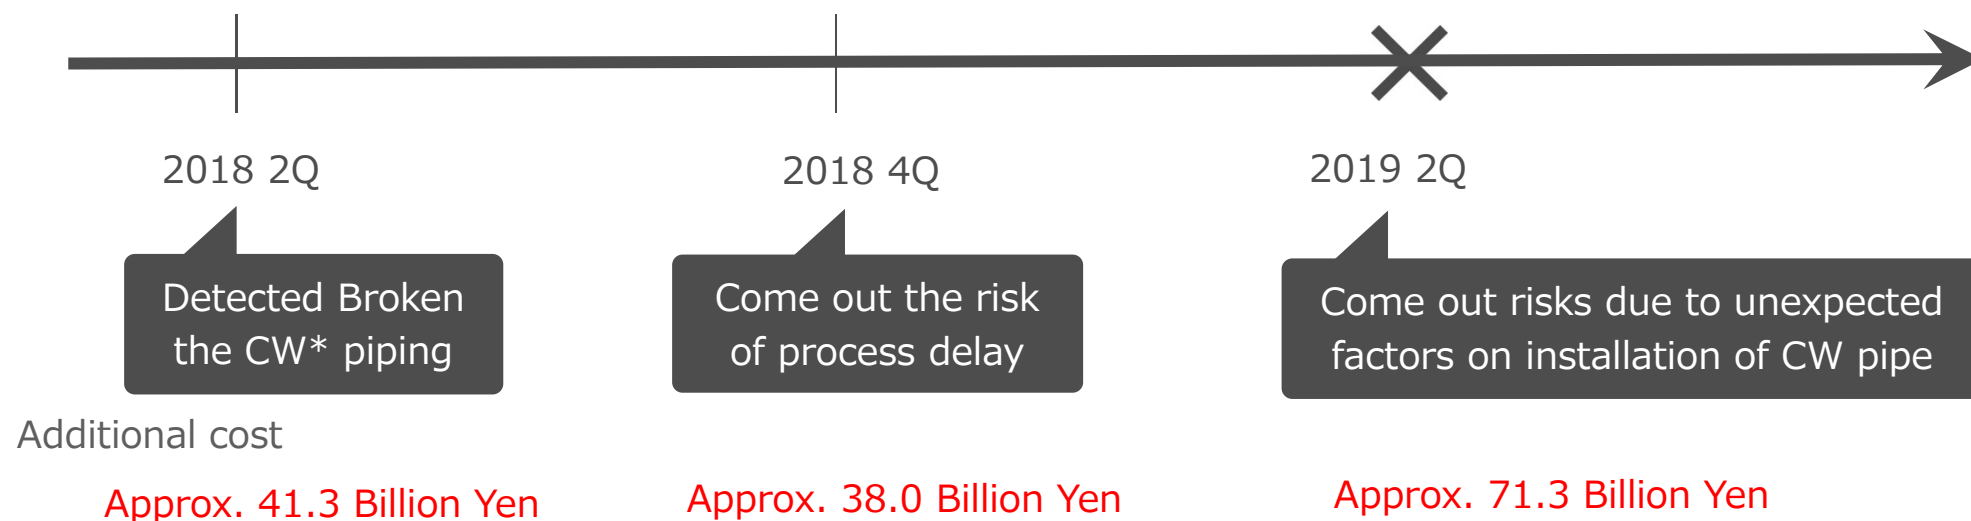 2018 2Q
2018 4Q
2019 2Q
Detected Broken
the CW* piping
Come out the risk
of process delay
Come out risks due to unexpected
factors on installation of CW pipe
Additional cost
Approx. 41.3 Billion Yen
Approx. 38.0 Billion Yen
Approx. 71.3 Billion Yen